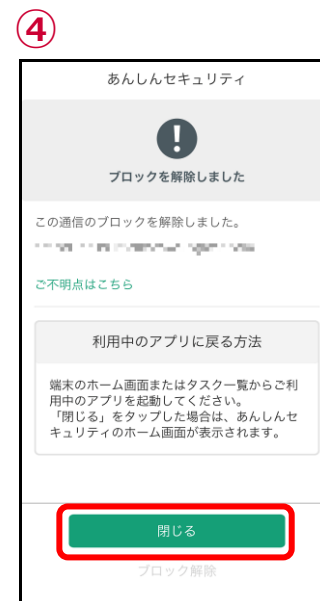 ④
あんしんセキュリティ
ブロックを解除しました
この通信のブロックを解除しました。
ご不明点はこちら
利用中のアプリに戻る方法
端末のホーム画面またはタスク一覧からご利
用中のアプリを起動してください。
「閉じる」をタップした場合は、あんしんセ
キュリティのホーム画面が表示されます。
閉じる
ブロック解除